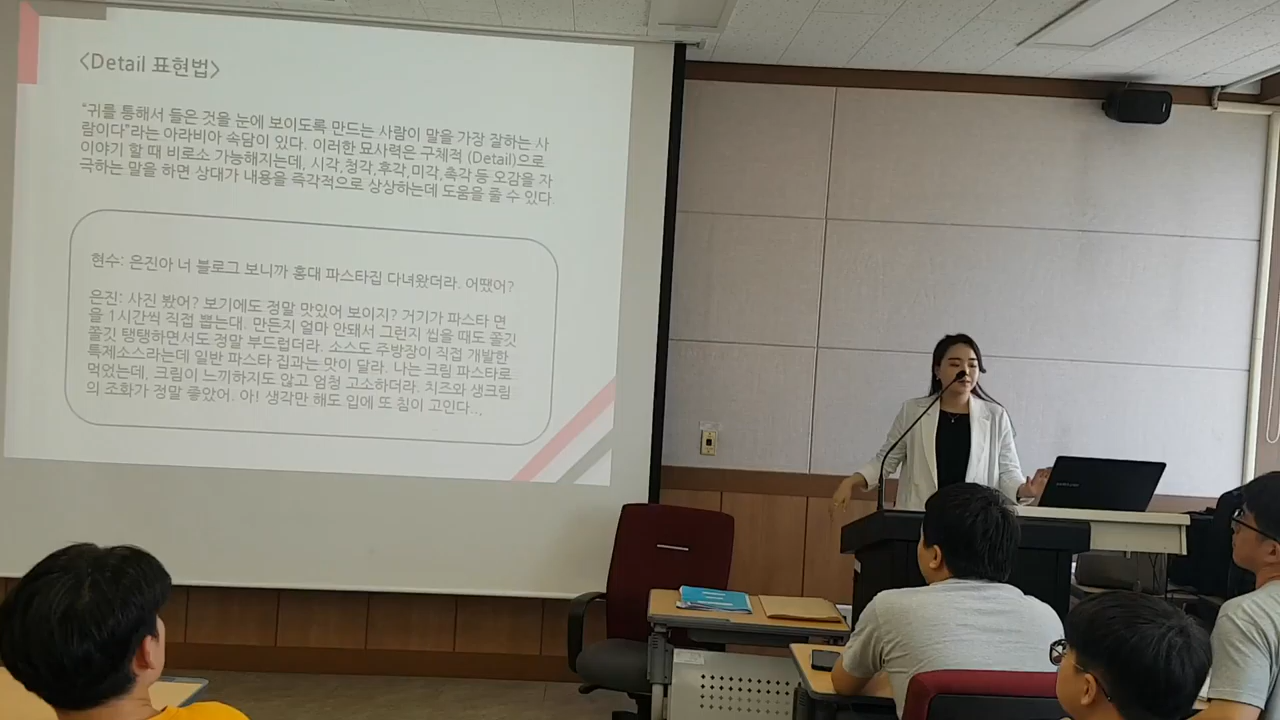 <Detail 표현법>
“귀를 통해서 들은 것을 눈에 보이도록 만드는 사람이 말을 가장 잘하는 사
람이다”라는 아라비아 속담이 있다. 이러한 묘사력은 구체적 (Detail)으로
이야기 할 때 비로소 가능해지는데, 시각,청각,후각,미각,촉각 등 오감을 자
극하는 말을 하면 상대가 내용을 즉각적으로 상상하는데 도움을 줄 수 있다.
현수: 은진아 너 블로그 보니까 홍대 파스타집 다녀왔더라. 어땠어?
은진: 사진 봤어? 보기에도 정말 맛있어 보이지? 거기가 파스타 면
을 1시간씩 직접 뽑는대. 만든지 얼마 안돼서 그런지 씹을 때도 쫄깃
쫄깃 탱탱하면서도 정말 부드럽더라. 소스도 주방장이 직접 개발한
특제소스라는데 일반 파스타 집과는 맛이 달라. 나는 크림 파스타로
먹었는데, 크림이 느끼하지도 않고 엄청 고소하더라. 치즈와 생크림
의 조화가 정말 좋았어. 아! 생각만 해도 입에 또 침이 고인다..,
SAMSUNG